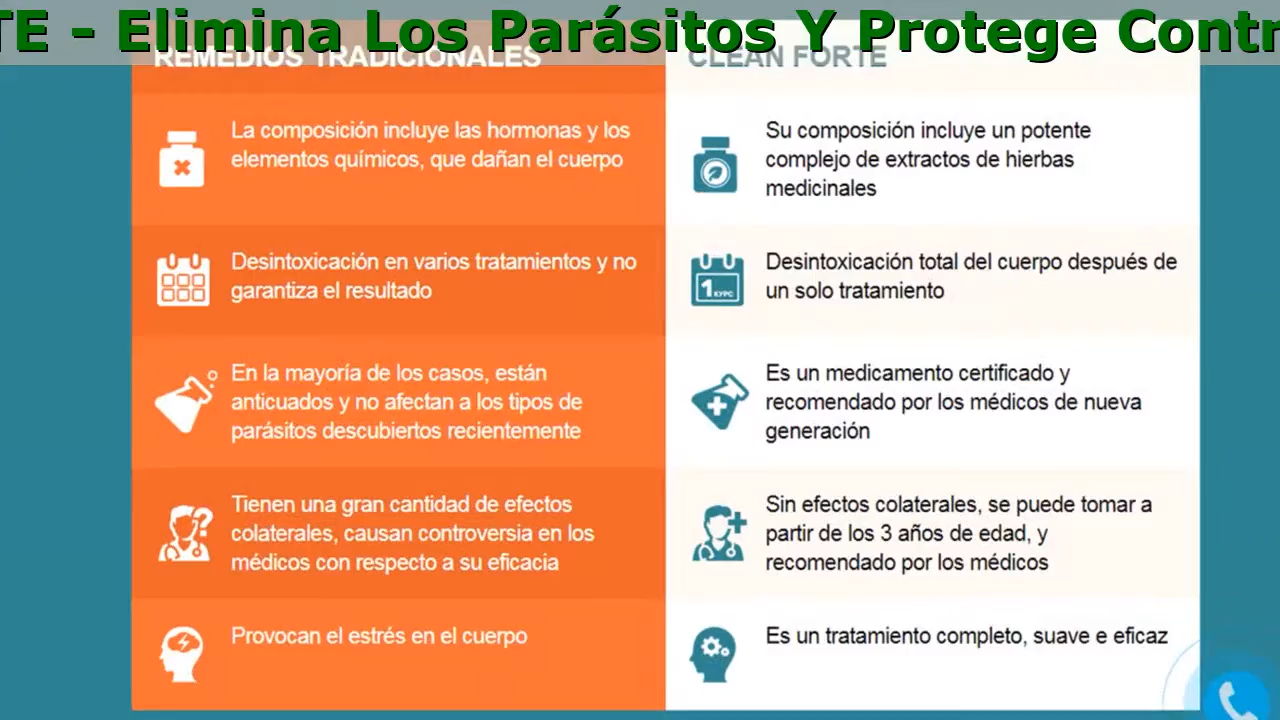 TE - Elimina Los Parásitos Y Protege Contr
REMEDIOS TRADICIONALES
CLEAN FORTE
La composición incluye las hormonas y los
elementos químicos, que dañan el cuerpo
Su composición incluye un potente
complejo de extractos de hierbas
medicinales
Desintoxicación en varios tratamientos y no
garantiza el resultado
1 КУРС
Desintoxicación total del cuerpo después de
un solo tratamiento
En la mayoría de los casos, están
anticuados y no afectan a los tipos de
parásitos descubiertos recientemente
Es un medicamento certificado y
recomendado por los médicos de nueva
generación
Tienen una gran cantidad de efectos
colaterales, causan controversia en los
médicos con respecto a su eficacia
Sin efectos colaterales, se puede tomar a
partir de los 3 años de edad, y
recomendado por los médicos
Provocan el estrés en el cuerpo
Es un tratamiento completo, suave e eficaz